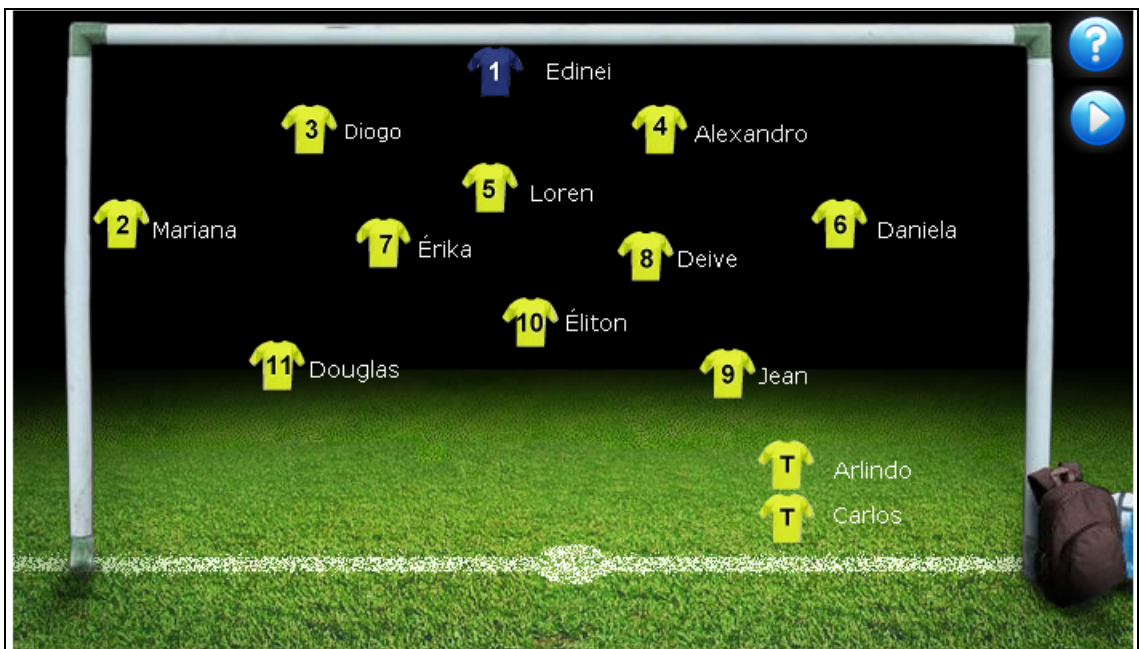 ?
1 Edinei
3 Diogo
4 Alexandro
5 Loren
2 Mariana
6 Daniela
7 Érika
8 Deive
10 Éliton
11 Douglas
9 Jean
T Arlindo
T Carlos